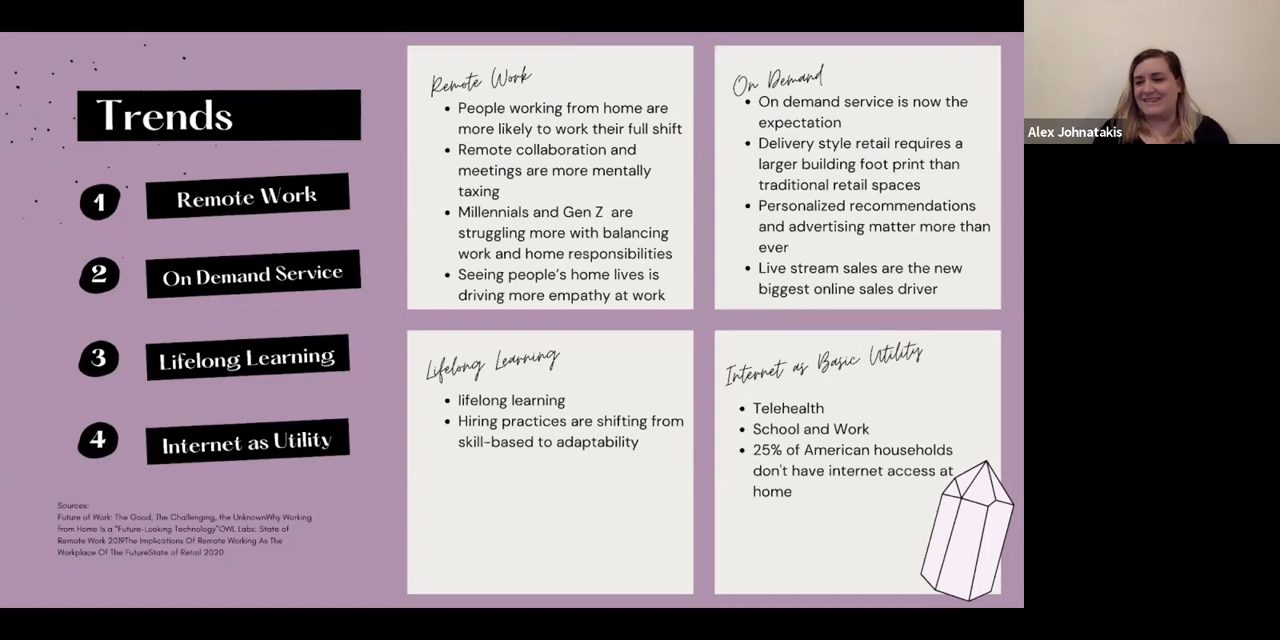 Trends
1
Remote Work
2
On Demand Service
3
Lifelong Learning
4
Internet as Utility
Sources:
Future of Work: The Good, The Challenging, the UnknownWhy Working
from Home Is a "Future-Looking Technology"OWL Labs: State of
Remote Work 2019The Implications Of Remote Working As The
Workplace Of The FutureState of Retail 2020
Remote Work
• People working from home are
more likely to work their full shift
• Remote collaboration and
meetings are more mentally
taxing
• Millennials and Gen Z are
struggling more with balancing
work and home responsibilities
• Seeing people's home lives is
driving more empathy at work
On Demand
• On demand service is now the
expectation
• Delivery style retail requires a
larger building foot print than
traditional retail spaces
• Personalized recommendations
and advertising matter more than
ever
• Live stream sales are the new
biggest online sales driver
Lifelong Learning
• lifelong learning
• Hiring practices are shifting from
skill-based to adaptability
Internet as Basic Utility
• Telehealth
• School and Work
• 25% of American households
don't have internet access at
home
Alex Johnatakis